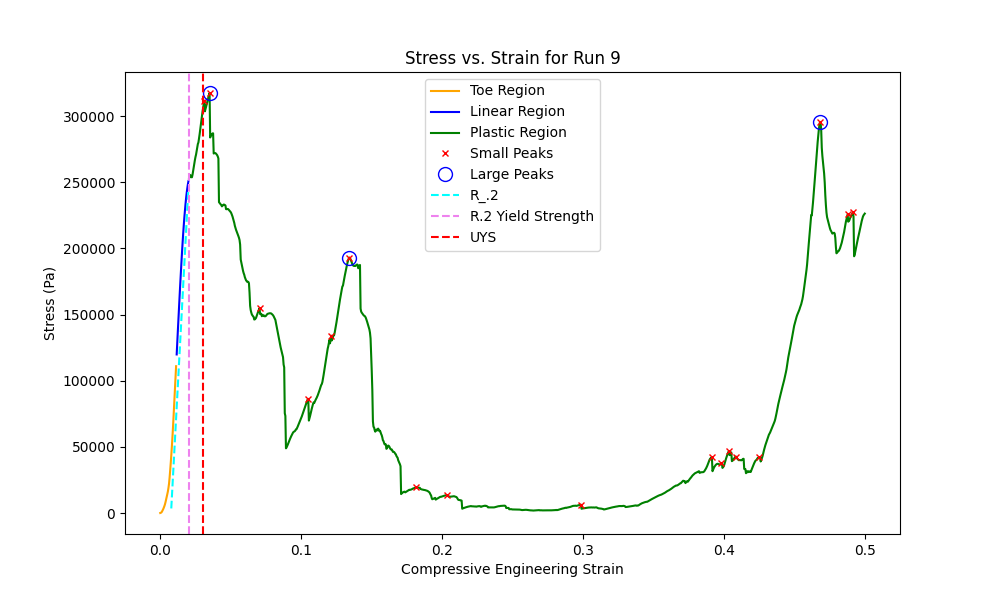 Stress vs. Strain for Run 9
Toe Region
Linear Region
Plastic Region
Small Peaks
Large Peaks
R_.2
R.2 Yield Strength
UYS
Stress (Pa)
300000
250000
200000
150000
100000
50000
0
0.0 0.1 0.2 0.3 0.4 0.5
Compressive Engineering Strain